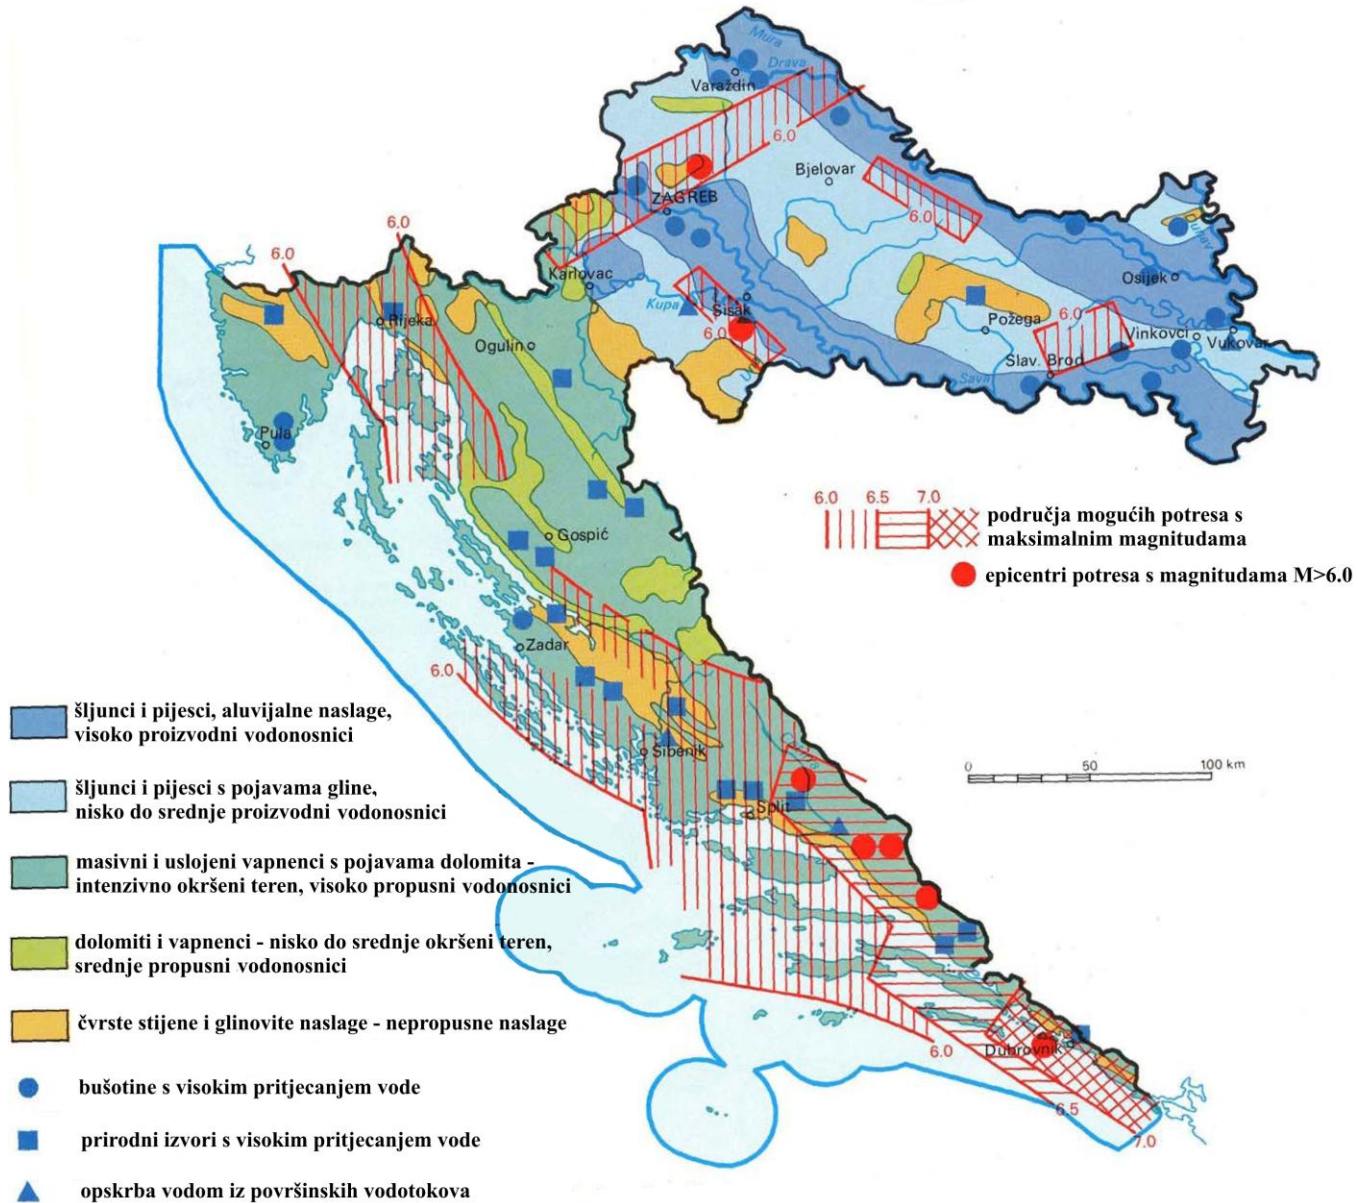 Mura
Drava
Varaždin
6.0
Bjelovar
ZAGREB
6.0
6.0
6.0
Karlovac
Osijek
Kupa
Sisak
6.0
Rijeka
Požega
6.0
Vinkovci
Vukovar
Ogulin
Slav. Brod
Sava
Pula
6.0 6.5 7.0
područja mogućih potresa s
maksimalnim magnitudama
Gospić
epicentri potresa s magnitudama M>6.0
Zadar
6.0
šljunci i pijesci, aluvijalne naslage,
visoko proizvodni vodonosnici
Šibenik
0 50 100 km
šljunci i pijesci s pojavama gline,
nisko do srednje proizvodni vodonosnici
Split
masivni i uslojeni vapnenci s pojavama dolomita -
intenzivno okršeni teren, visoko propusni vodonosnici
dolomiti i vapnenci - nisko do srednje okršeni teren,
srednje propusni vodonosnici
čvrste stijene i glinovite naslage - nepropusne naslage
6.0
Dubrovnik
6.5
7.0
bušotine s visokim pritjecanjem vode
prirodni izvori s visokim pritjecanjem vode
opskrba vodom iz površinskih vodotokova